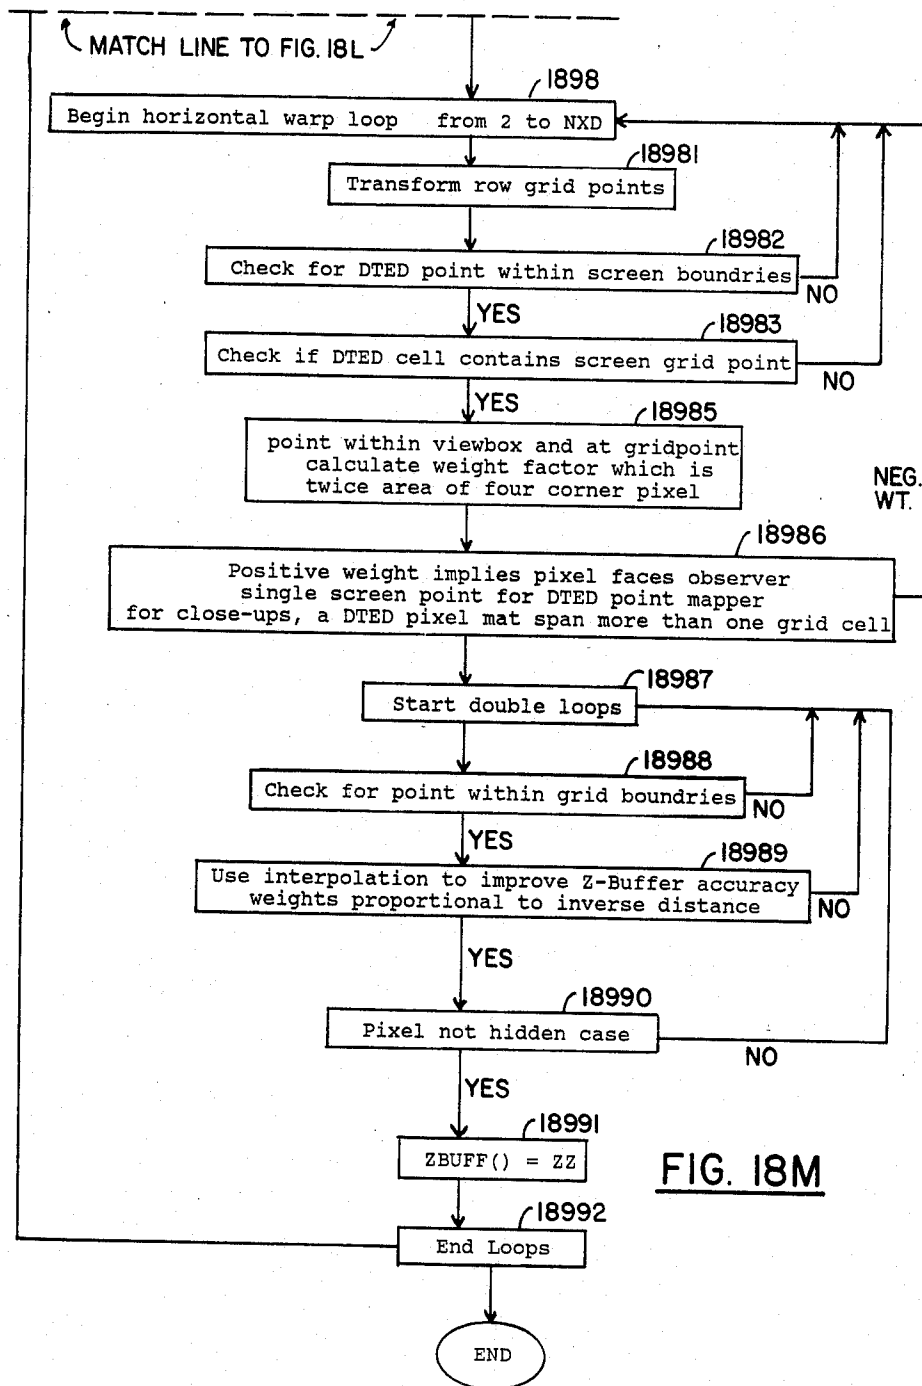 MATCH LINE TO FIG. 18L
1898
Begin horizontal warp loop from 2 to NXD
18981
Transform row grid points
18982
Check for DTED point within screen boundries
NO
YES
18983
Check if DTED cell contains screen grid point
NO
YES
18985
point within viewbox and at gridpoint
calculate weight factor which is
twice area of four corner pixel
NEG.
WT.
18986
Positive weight implies pixel faces observer
single screen point for DTED point mapper
for close-ups, a DTED pixel mat span more than one grid cell
18987
Start double loops
18988
Check for point within grid boundries
NO
YES
18989
Use interpolation to improve Z-Buffer accuracy
weights proportional to inverse distance
NO
YES
18990
Pixel not hidden case
NO
YES
18991
ZBUFF() = ZZ
FIG. 18M
18992
End Loops
END